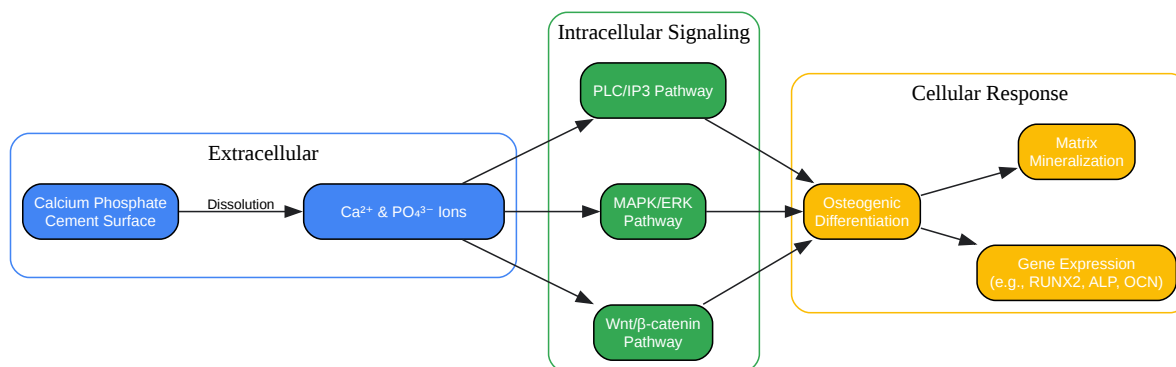 Extracellular
Calcium Phosphate
Cement Surface
Dissolution
Ca²⁺ & PO₄³⁻ Ions
Intracellular Signaling
PLC/IP3 Pathway
MAPK/ERK
Pathway
Wnt/β-catenin
Pathway
Cellular Response
Osteogenic
Differentiation
Matrix
Mineralization
Gene Expression
(e.g., RUNX2, ALP, OCN)